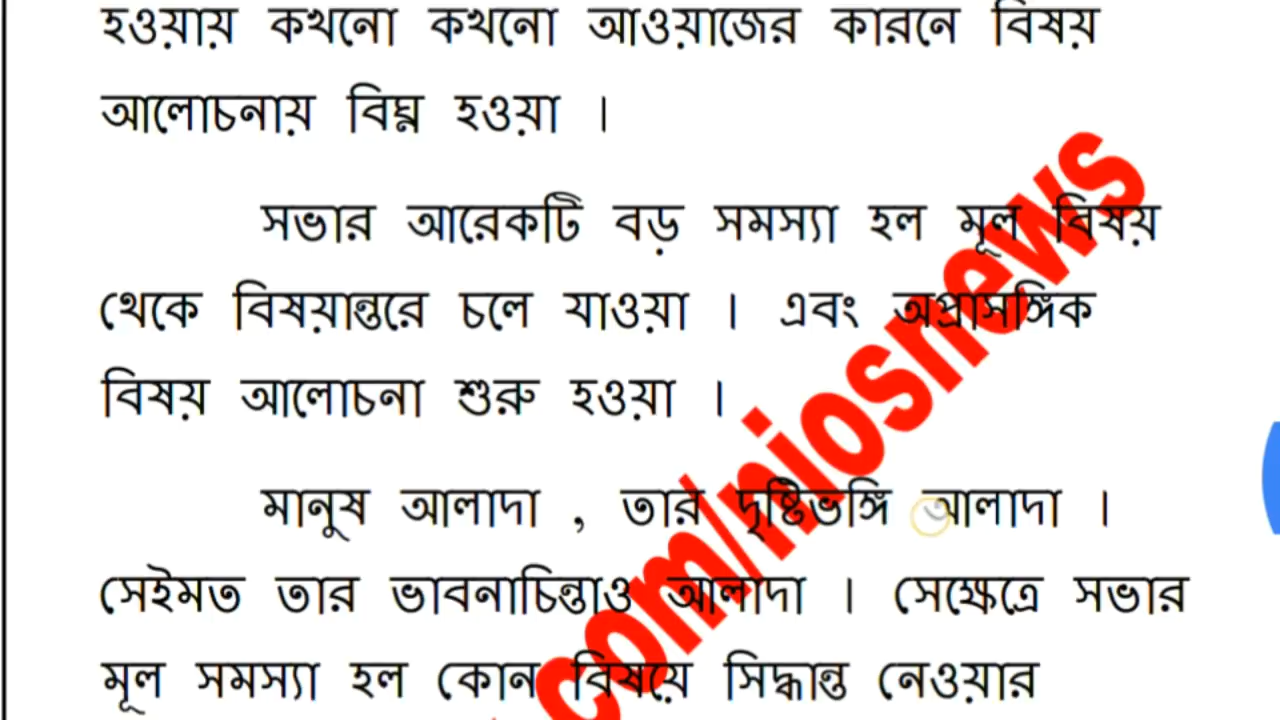 হওয়ায় কখনো কখনো আওয়াজের কারনে বিষয়
আলোচনায় বিঘ্ন হওয়া ।
সভার আরেকটি বড় সমস্যা হল মূল বিষয়
থেকে বিষয়ান্তরে চলে যাওয়া । এবং অপ্রাসঙ্গিক
বিষয় আলোচনা শুরু হওয়া ।
মানুষ আলাদা , তার দৃষ্টিভঙ্গি আলাদা ।
সেইমত তার ভাবনাচিন্তাও আলাদা । সেক্ষেত্রে সভার
মূল সমস্যা হল কোন বিষয়ে সিদ্ধান্ত নেওয়ার
.com/niosnews